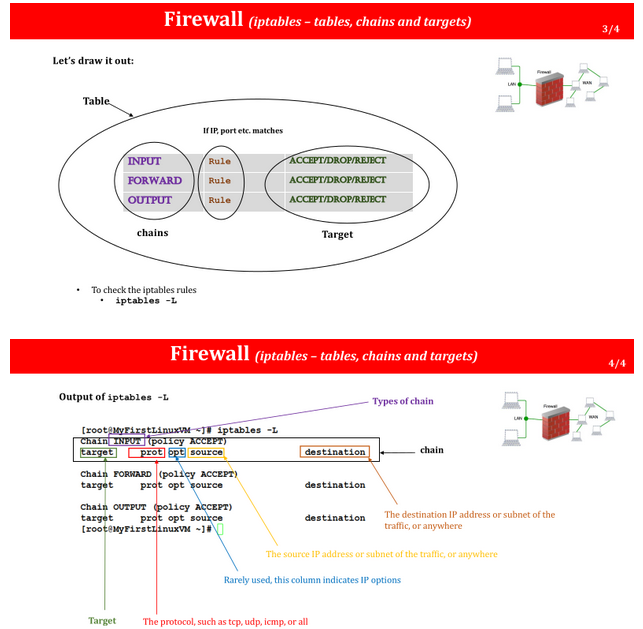 Firewall (iptables – tables, chains and targets)
3/4
Let's draw it out:
Firewall
LAN
WAN
Table
If IP, port etc. matches
INPUT Rule ACCEPT/DROP/REJECT
FORWARD Rule ACCEPT/DROP/REJECT
OUTPUT Rule ACCEPT/DROP/REJECT
chains
Target
• To check the iptables rules
• iptables -L
Firewall (iptables – tables, chains and targets)
4/4
Output of iptables -L
Types of chain
Firewall
LAN
WAN
[root@MyFirstLinuxVM ~]# iptables -L
Chain INPUT (policy ACCEPT)
target prot opt source destination
chain
Chain FORWARD (policy ACCEPT)
target prot opt source destination
Chain OUTPUT (policy ACCEPT)
target prot opt source destination
[root@MyFirstLinuxVM ~]#
The destination IP address or subnet of the
traffic, or anywhere
The source IP address or subnet of the traffic, or anywhere
Rarely used, this column indicates IP options
Target
The protocol, such as tcp, udp, icmp, or all